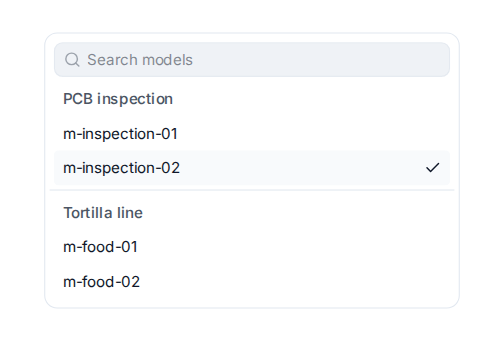 Search models
PCB inspection
m-inspection-01
m-inspection-02
Tortilla line
m-food-01
m-food-02